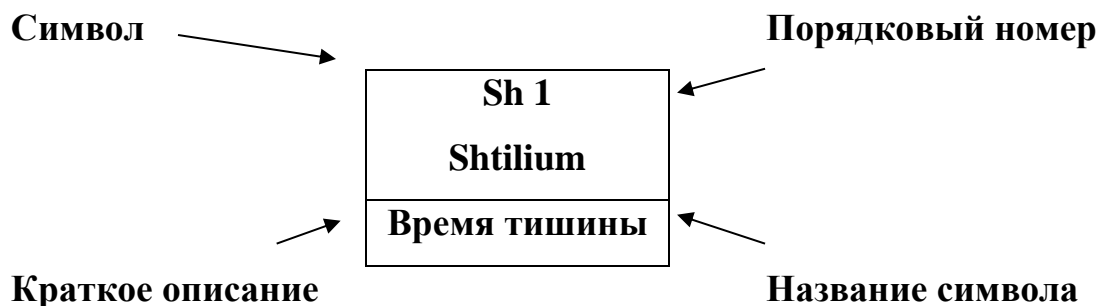 Символ
Порядковый номер
Sh 1
Shtilium
Время тишины
Краткое описание
Название символа